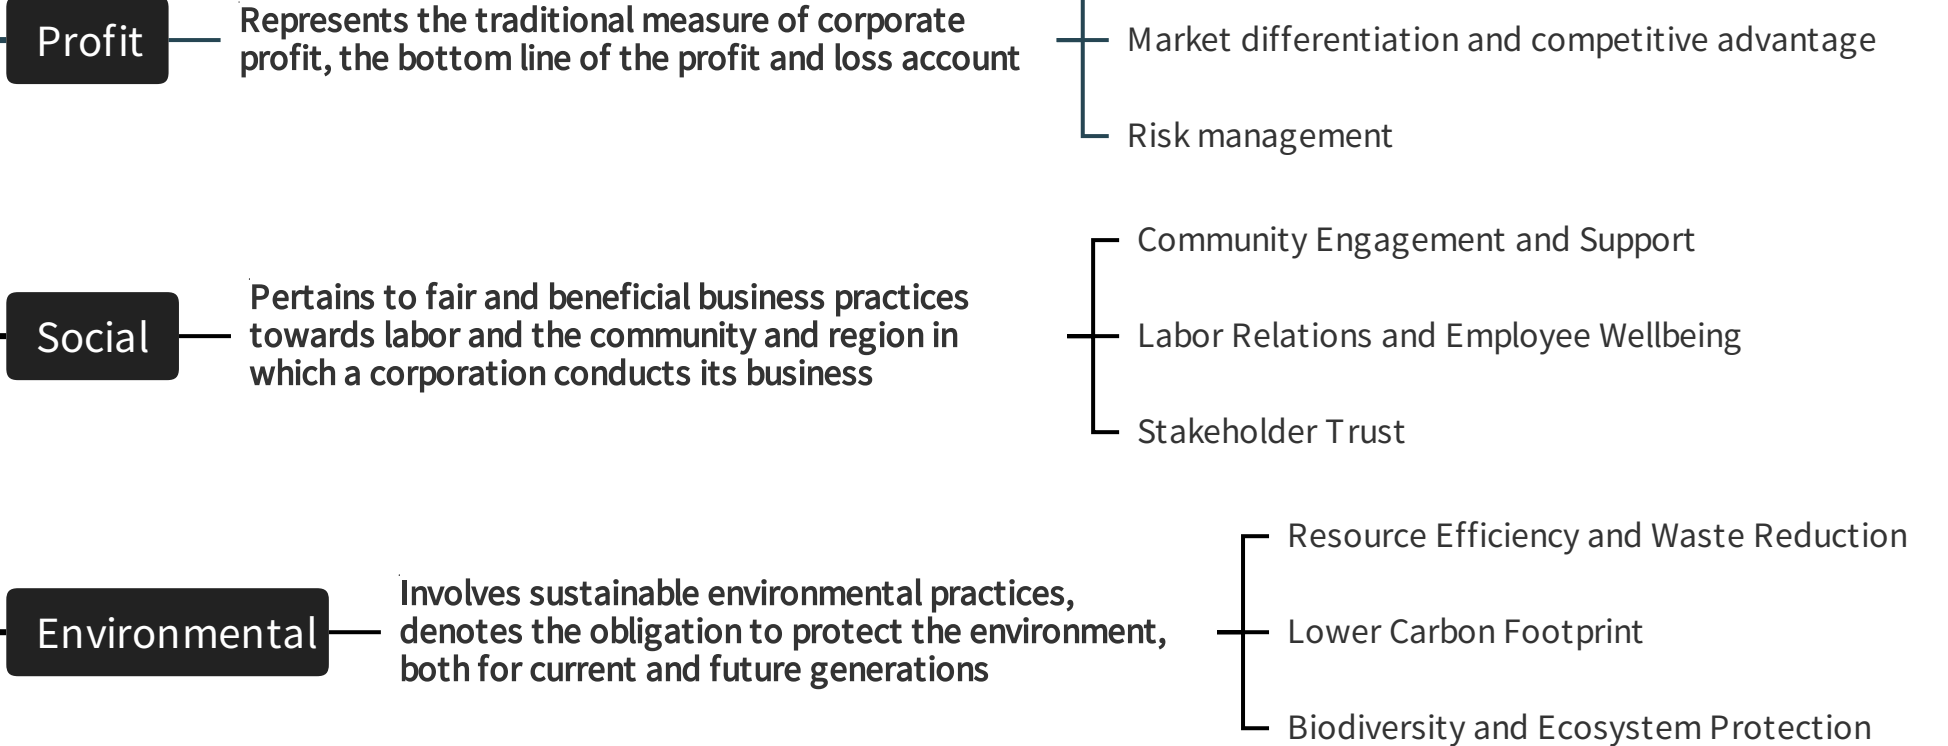 Profit
Represents the traditional measure of corporate
profit, the bottom line of the profit and loss account
Market differentiation and competitive advantage
Risk management
Social
Pertains to fair and beneficial business practices
towards labor and the community and region in
which a corporation conducts its business
Community Engagement and Support
Labor Relations and Employee Wellbeing
Stakeholder Trust
Environmental
Involves sustainable environmental practices,
denotes the obligation to protect the environment,
both for current and future generations
Resource Efficiency and Waste Reduction
Lower Carbon Footprint
Biodiversity and Ecosystem Protection